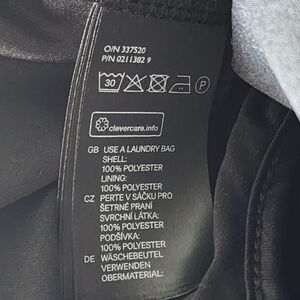 O/N 337520
P/N 0211382 9
30 P
clevercare.info
GB USE A LAUNDRY BAG
SHELL:
100% POLYESTER
LINING:
100% POLYESTER
CZ PERTE V SÁČKU PRO
ŠETRNÉ PRANÍ
SVRCHNÍ LÁTKA:
100% POLYESTER
PODŠÍVKA:
100% POLYESTER
DE WÄSCHEBEUTEL
VERWENDEN
OBERMATERIAL: